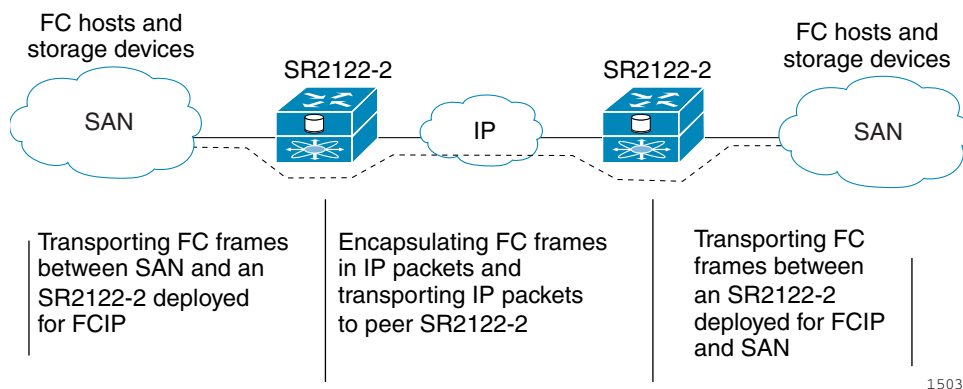 FC hosts and
storage devices
SR2122-2
SR2122-2
FC hosts and
storage devices
SAN
IP
SAN
Transporting FC frames
between SAN and an
SR2122-2 deployed
for FCIP
Encapsulating FC frames
in IP packets and
transporting IP packets
to peer SR2122-2
Transporting FC
frames between
an SR2122-2
deployed for FCIP
and SAN
1503